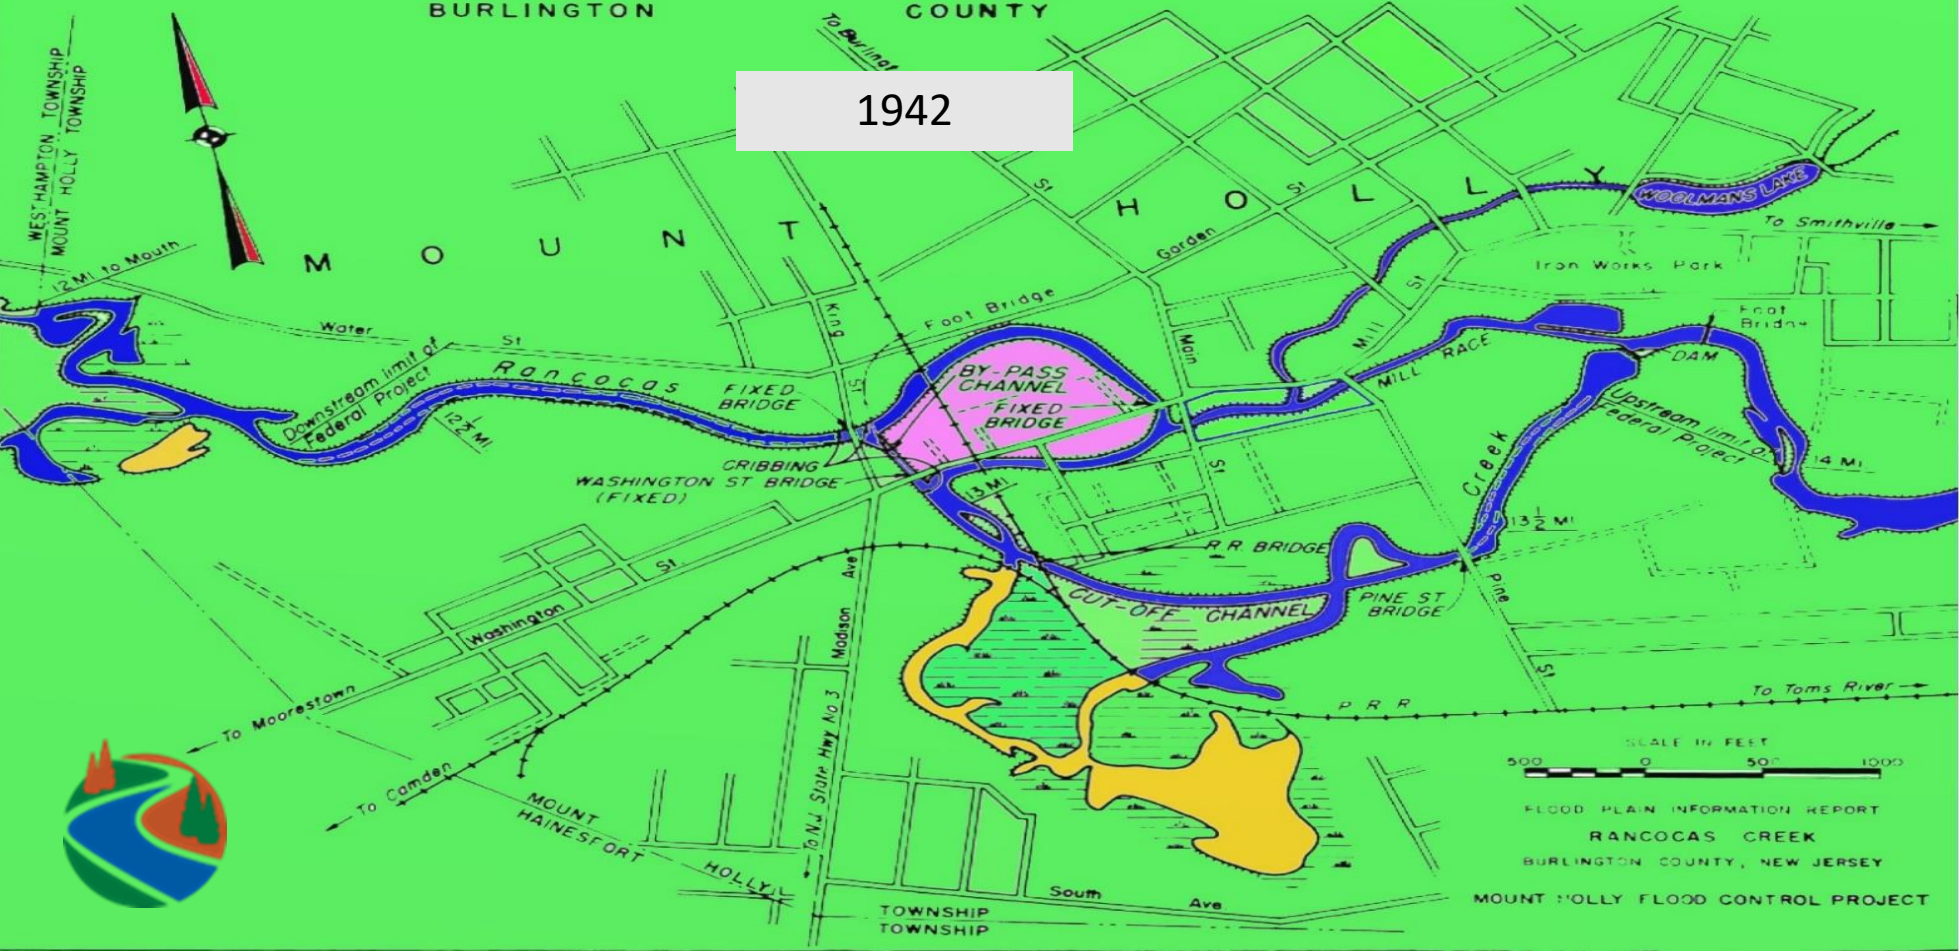 BURLINGTON COUNTY
1942
To Burlingt
WESTHAMPTON TOWNSHIP
MOUNT HOLLY TOWNSHIP
12 MI. to Mouth
MOUNT HOLLY
St
Garden St
WOOLMANS LAKE
To Smithville
Iron Works Park
Foot
Bridge
Foot Bridge
King
St
Water St
Downstream limit of
Federal Project
Rancocas
12½ MI
FIXED
BRIDGE
BY-PASS
CHANNEL
FIXED
BRIDGE
Main
St
Mill
St
MILL RACE
DAM
Upstream limit of
Federal Project
14 MI.
Creek
13½ MI
CRIBBING
WASHINGTON ST BRIDGE
(FIXED)
13 MI.
R.R. BRIDGE
CUT-OFF CHANNEL
PINE ST
BRIDGE
Pine
St
Washington St
Madison Ave
To Moorestown
To Camden
To N.J. State Hwy No 3
P R R
To Toms River
MOUNT HOLLY
HAINESPORT
TOWNSHIP
TOWNSHIP
South Ave
SCALE IN FEET
500 0 500 1000
FLOOD PLAIN INFORMATION REPORT
RANCOCAS CREEK
BURLINGTON COUNTY, NEW JERSEY
MOUNT HOLLY FLOOD CONTROL PROJECT